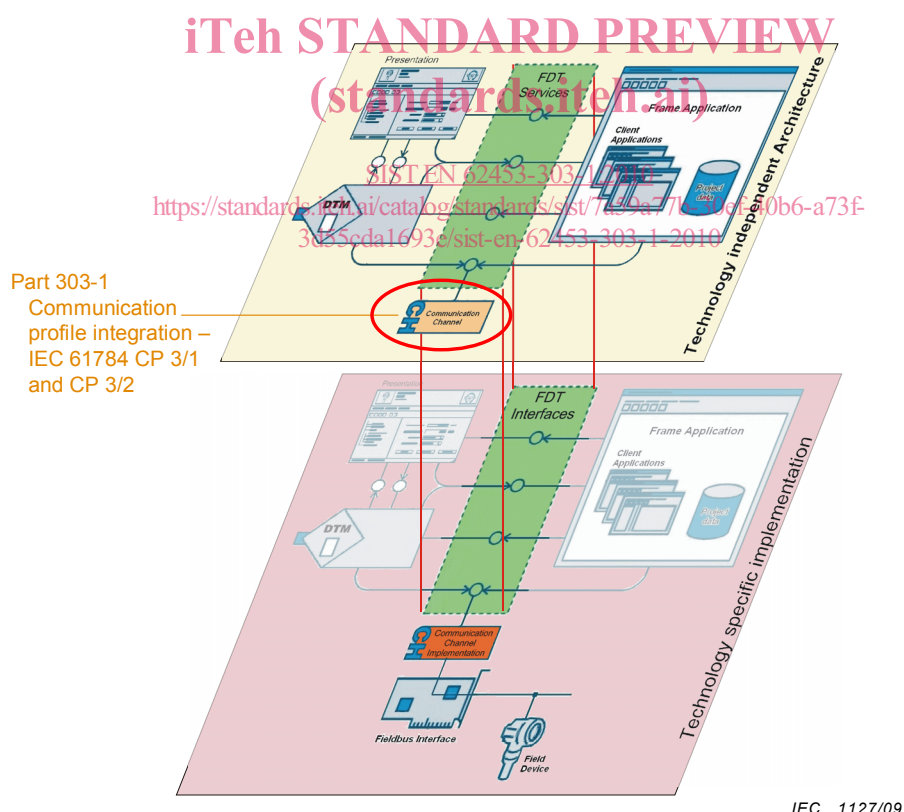 iTeh STANDARD PREVIEW
(standards.iteh.ai)
Presentation
FDT
Services
Frame Application
Client
Applications
Project
data
DTM
SIST EN 62453-303-1:2010
https://standards.iteh.ai/catalog/standards/sist/7d59a77b-30ef-40b6-a73f-
3d55cda1693e/sist-en-62453-303-1-2010
Technology independent Architecture
Part 303-1
Communication
profile integration –
IEC 61784 CP 3/1
and CP 3/2
Communication
Channel
Presentation
FDT
Interfaces
Frame Application
Client
Applications
Project
data
DTM
Technology specific implementation
Communication
Channel
Implementation
Fieldbus Interface
Field
Device
IEC 1127/09